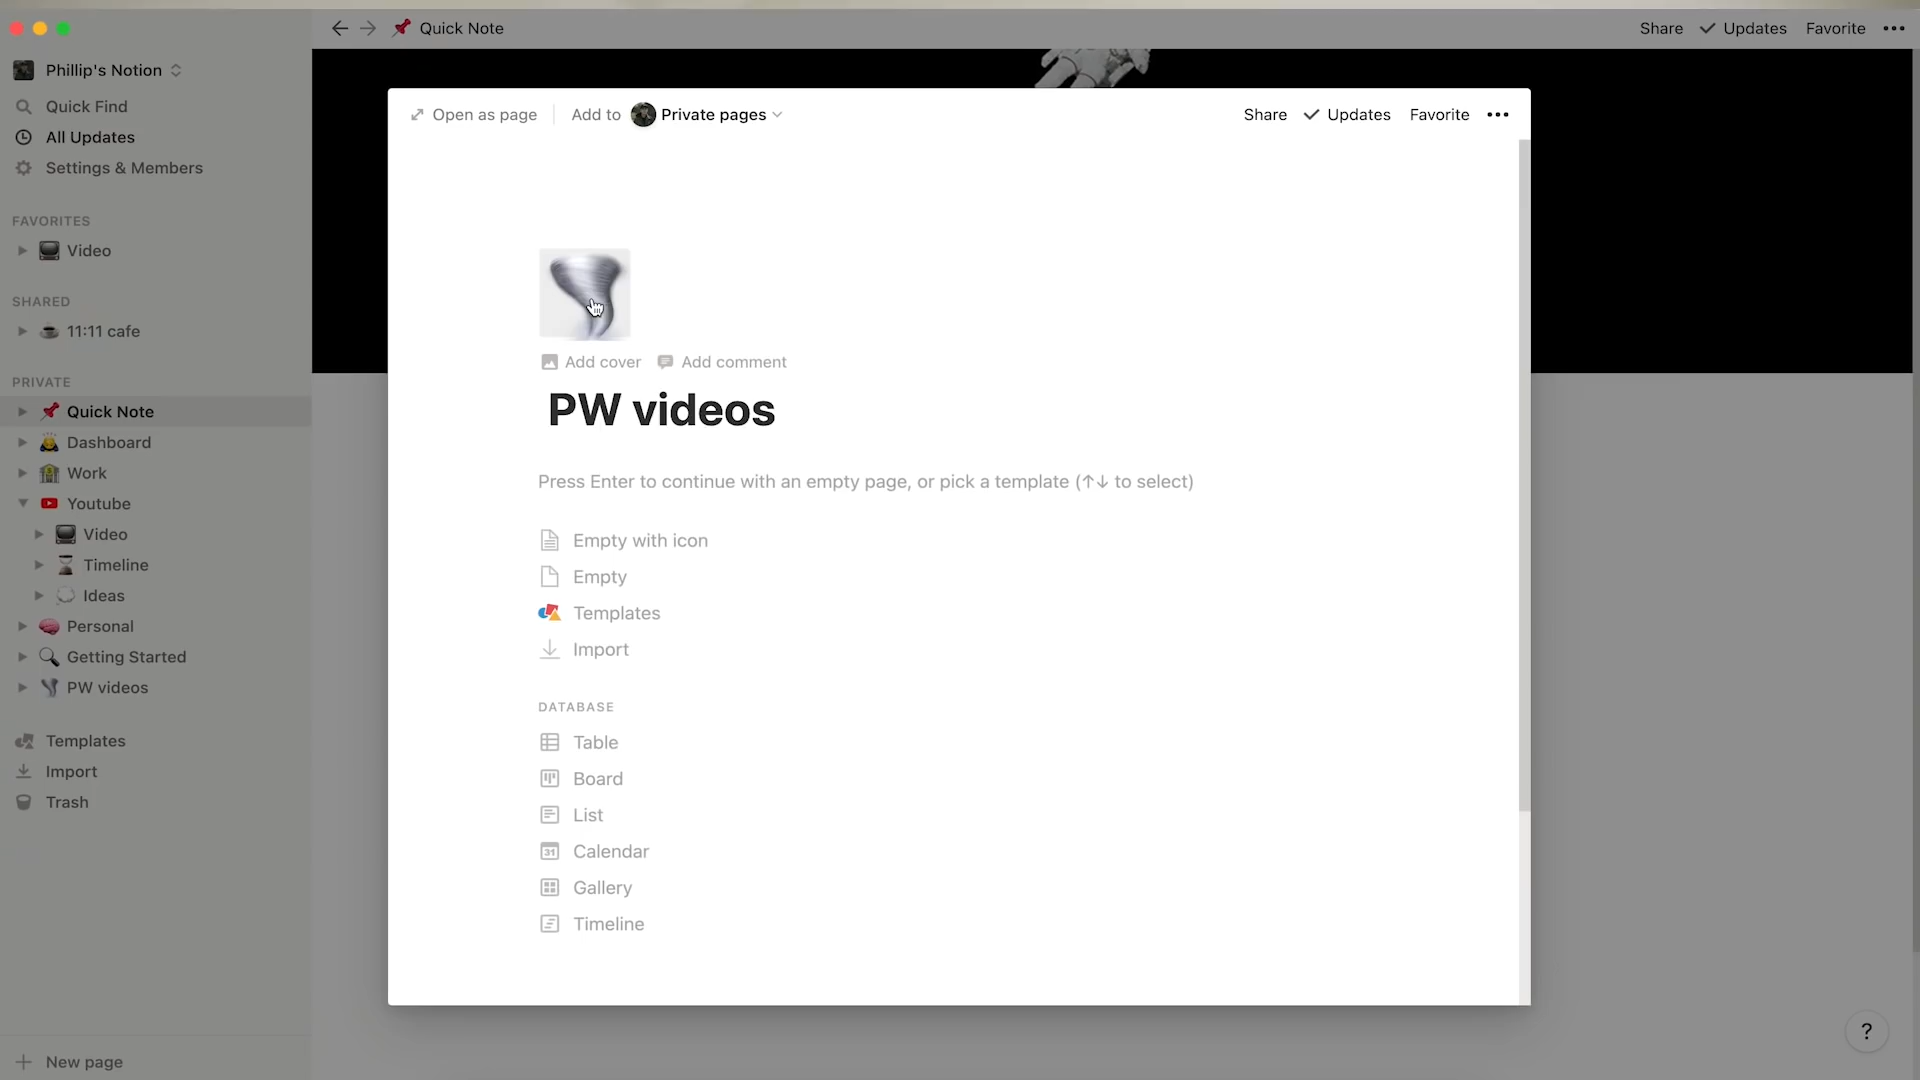 Quick Note
Share
Updates
Favorite
Phillip's Notion
Quick Find
All Updates
Settings & Members
FAVORITES
Video
SHARED
11:11 cafe
PRIVATE
Quick Note
Dashboard
Work
Youtube
Video
Timeline
Ideas
Personal
Getting Started
PW videos
Templates
Import
Trash
New page
Open as page
Add to Private pages
Share
Updates
Favorite
Add cover
Add comment
PW videos
Press Enter to continue with an empty page, or pick a template (↑↓ to select)
Empty with icon
Empty
Templates
Import
DATABASE
Table
Board
List
31 Calendar
Gallery
Timeline
?